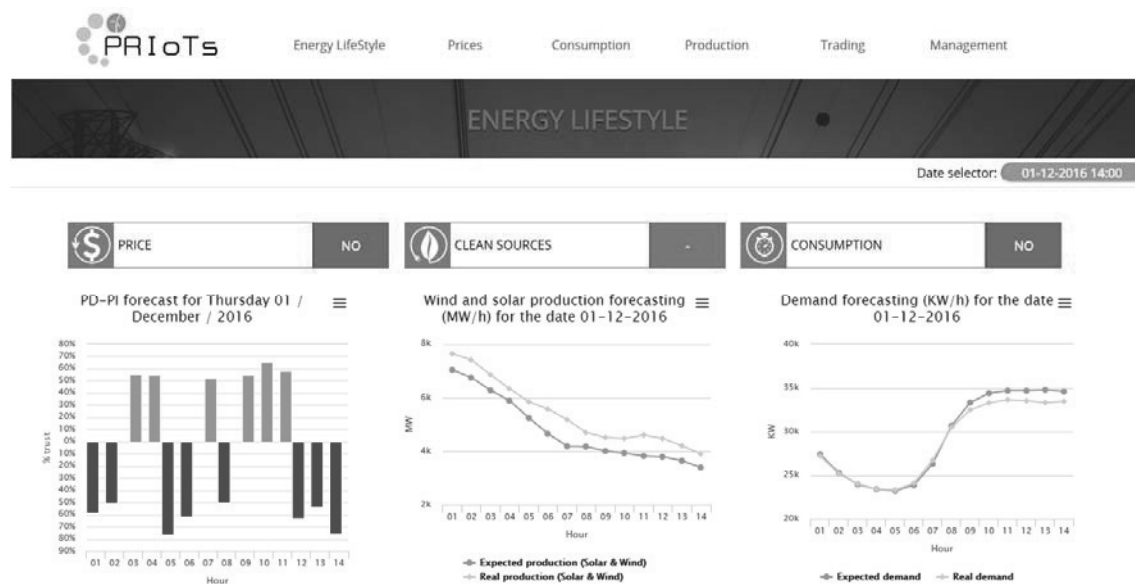 PRIoTs
Energy LifeStyle Prices Consumption Production Trading Management
ENERGY LIFESTYLE
Date selector: 01-12-2016 14:00
PRICE NO
CLEAN SOURCES -
CONSUMPTION NO
PD-PI forecast for Thursday 01 /
December / 2016
80%
70%
60%
50%
40%
30%
20%
10%
0%
10%
20%
30%
40%
50%
60%
70%
80%
90%
% trust
01 02 03 04 05 06 07 08 09 10 11 12 13 14
Hour
Wind and solar production forecasting
(MW/h) for the date 01-12-2016
8k
6k
4k
2k
MW
01 02 03 04 05 06 07 08 09 10 11 12 13 14
Hour
Expected production (Solar & Wind)
Real production (Solar & Wind)
Demand forecasting (KW/h) for the date
01-12-2016
40k
35k
30k
25k
20k
KW
01 02 03 04 05 06 07 08 09 10 11 12 13 14
Hour
Expected demand Real demand